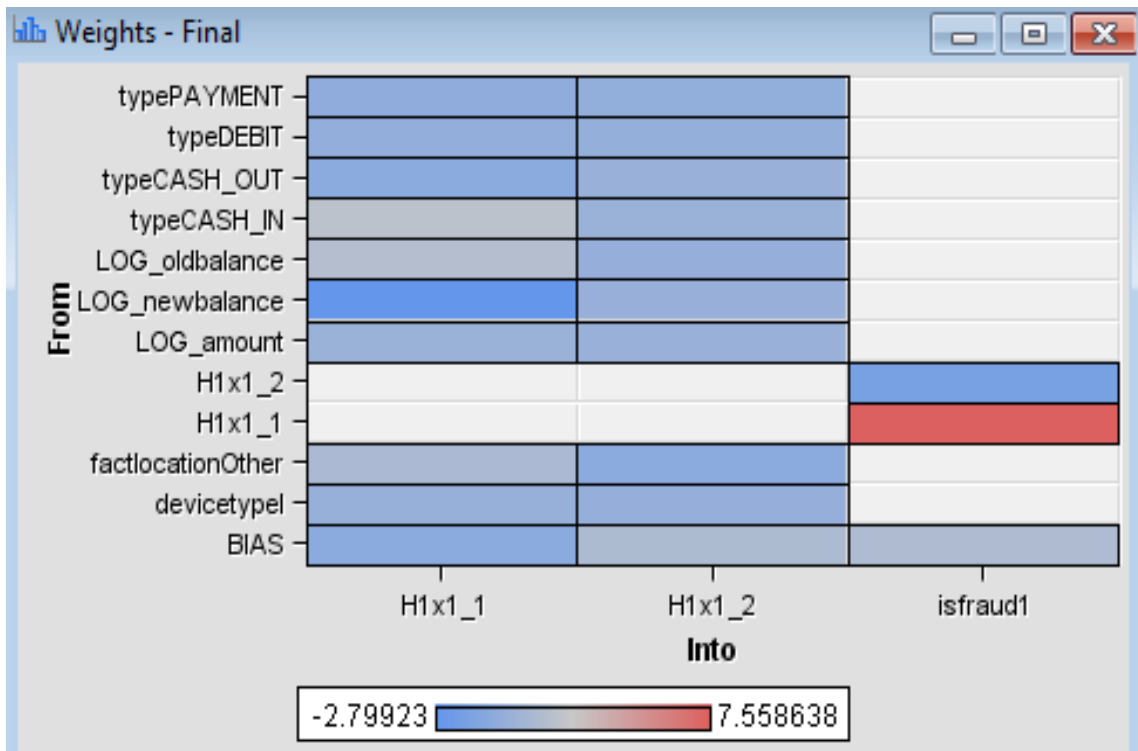 Weights - Final
typePAYMENT
typeDEBIT
typeCASH_OUT
typeCASH_IN
LOG_oldbalance
LOG_newbalance
LOG_amount
H1x1_2
H1x1_1
factlocationOther
devicetypeI
BIAS
From
H1x1_1 H1x1_2 isfraud1
Into
-2.79923 7.558638